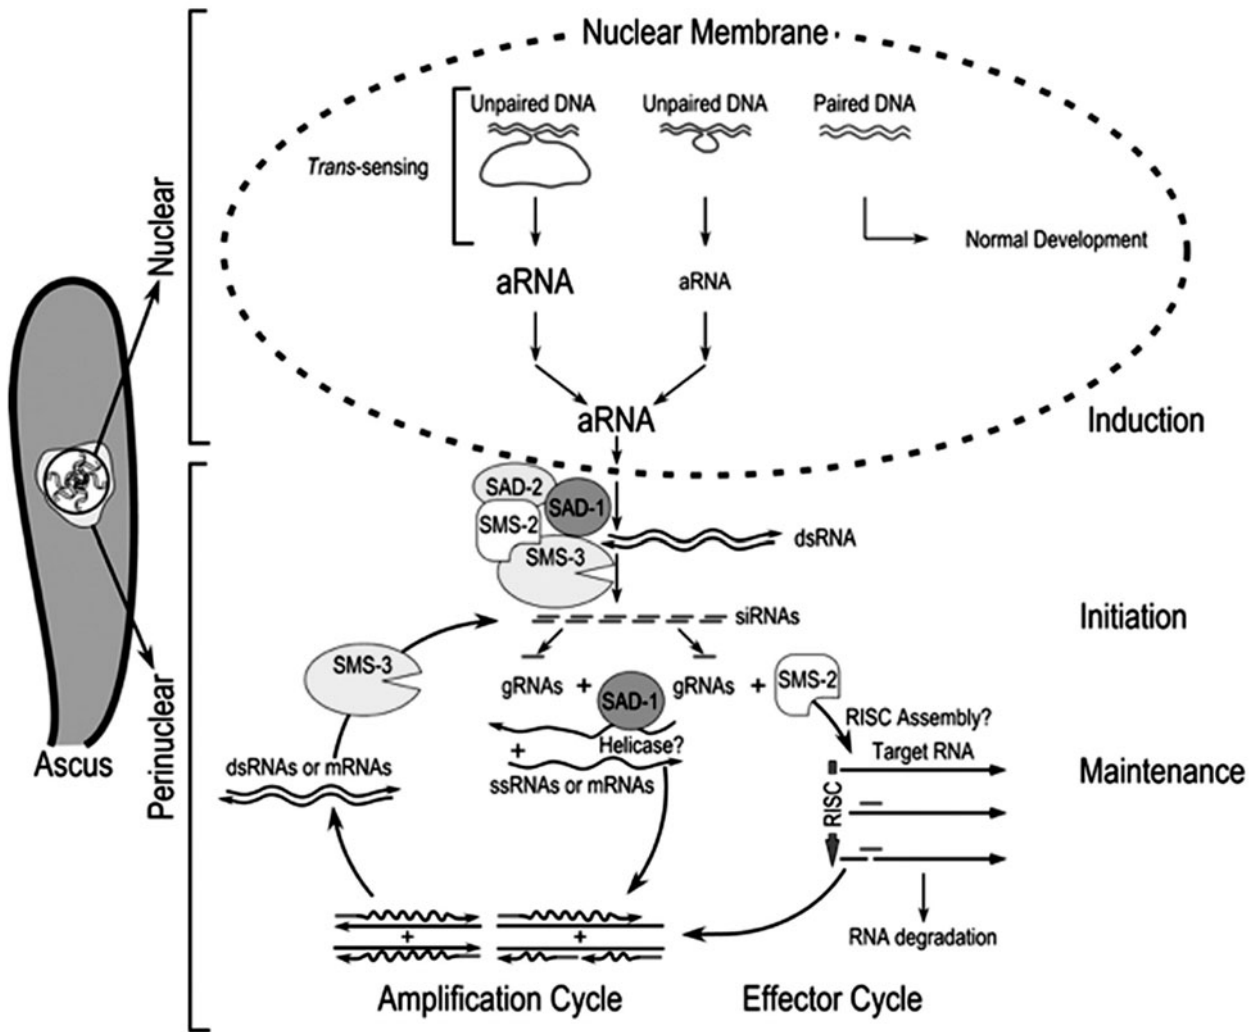 Nuclear Membrane
Unpaired DNA
Unpaired DNA
Paired DNA
Trans-sensing
Normal Development
aRNA
aRNA
aRNA
Induction
Nuclear
Perinuclear
Ascus
SAD-2
SAD-1
SMS-2
SMS-3
dsRNA
siRNAs
Initiation
SMS-3
gRNAs + SAD-1 gRNAs + SMS-2
Helicase?
+
ssRNAs or mRNAs
dsRNAs or mRNAs
RISC Assembly?
Target RNA
RISC
Maintenance
+
+
RNA degradation
Amplification Cycle
Effector Cycle